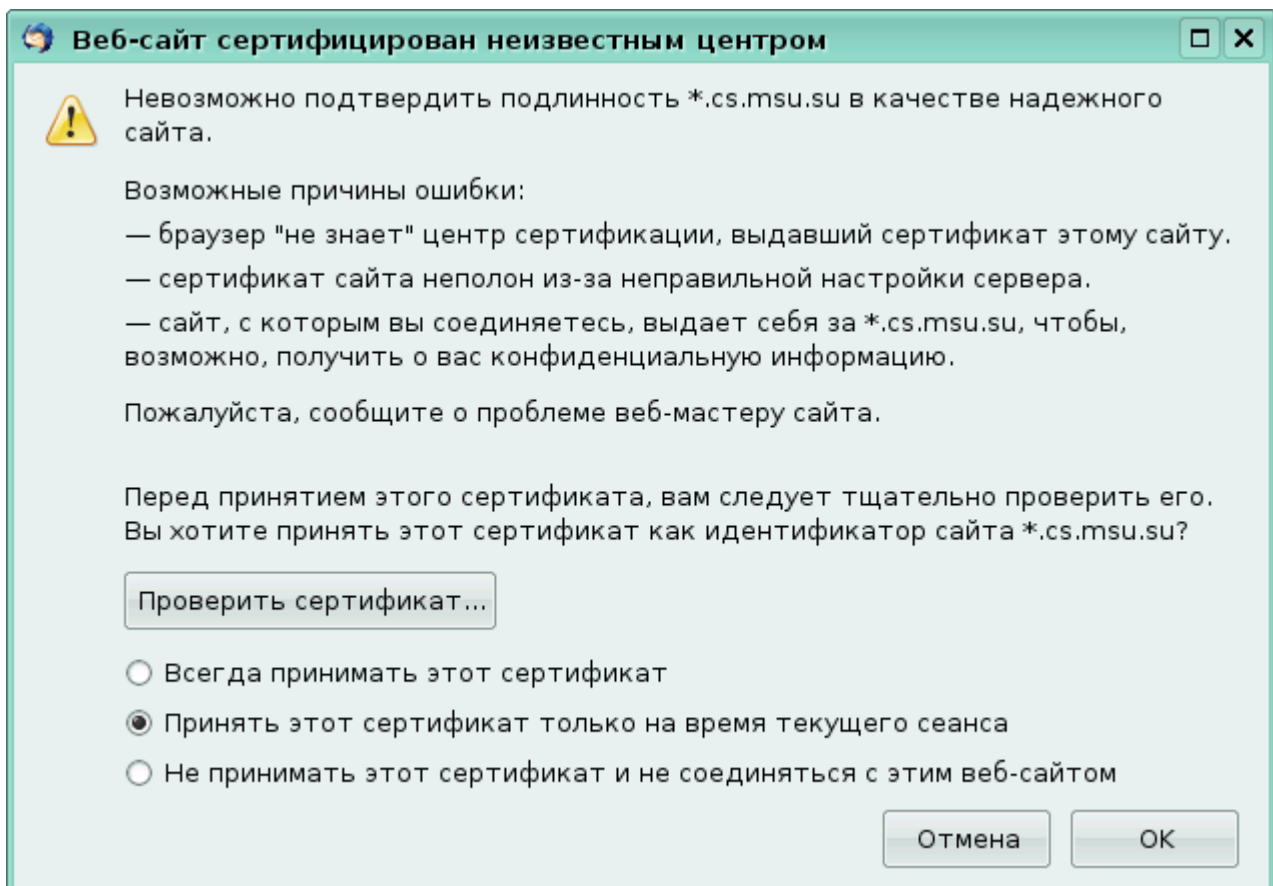 Веб-сайт сертифицирован неизвестным центром
Невозможно подтвердить подлинность *.cs.msu.su в качестве надежного
сайта.
Возможные причины ошибки:
— браузер "не знает" центр сертификации, выдавший сертификат этому сайту.
— сертификат сайта неполон из-за неправильной настройки сервера.
— сайт, с которым вы соединяетесь, выдает себя за *.cs.msu.su, чтобы,
возможно, получить о вас конфиденциальную информацию.
Пожалуйста, сообщите о проблеме веб-мастеру сайта.
Перед принятием этого сертификата, вам следует тщательно проверить его.
Вы хотите принять этот сертификат как идентификатор сайта *.cs.msu.su?
Проверить сертификат...
Всегда принимать этот сертификат
Принять этот сертификат только на время текущего сеанса
Не принимать этот сертификат и не соединяться с этим веб-сайтом
Отмена
OK